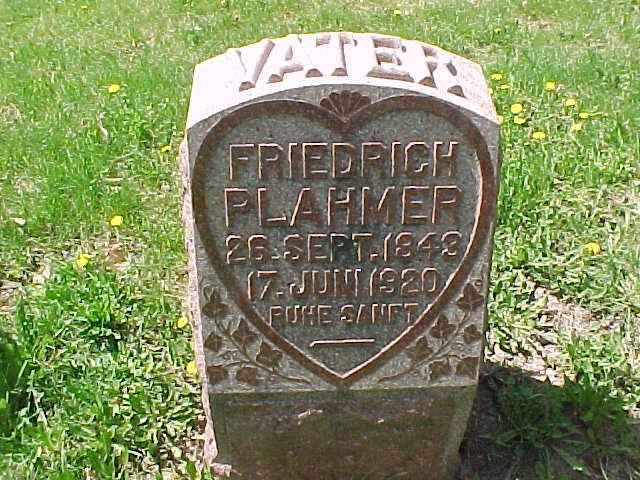 VATER
FRIEDRICH
PLAHMER
26. SEPT. 1843
17. JUNI 1920
RUHE SANFT